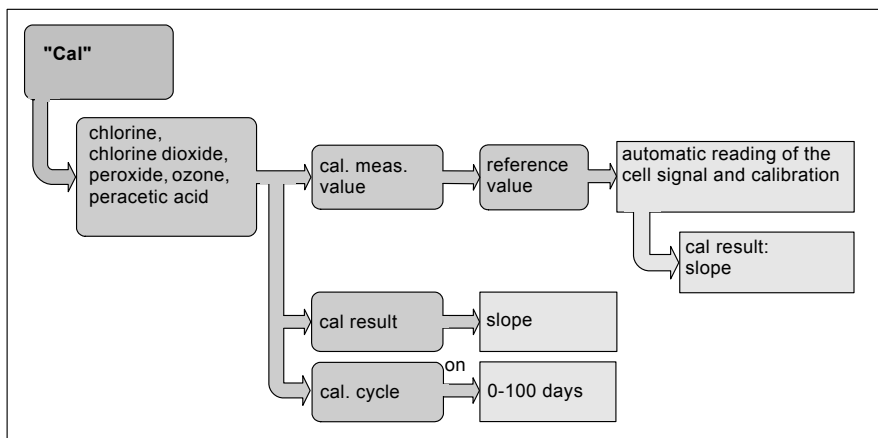 "Cal"
chlorine,
chlorine dioxide,
peroxide, ozone,
peracetic acid
cal. meas.
value
reference
value
automatic reading of the
cell signal and calibration
cal result:
slope
cal result
slope
cal. cycle
on
0-100 days